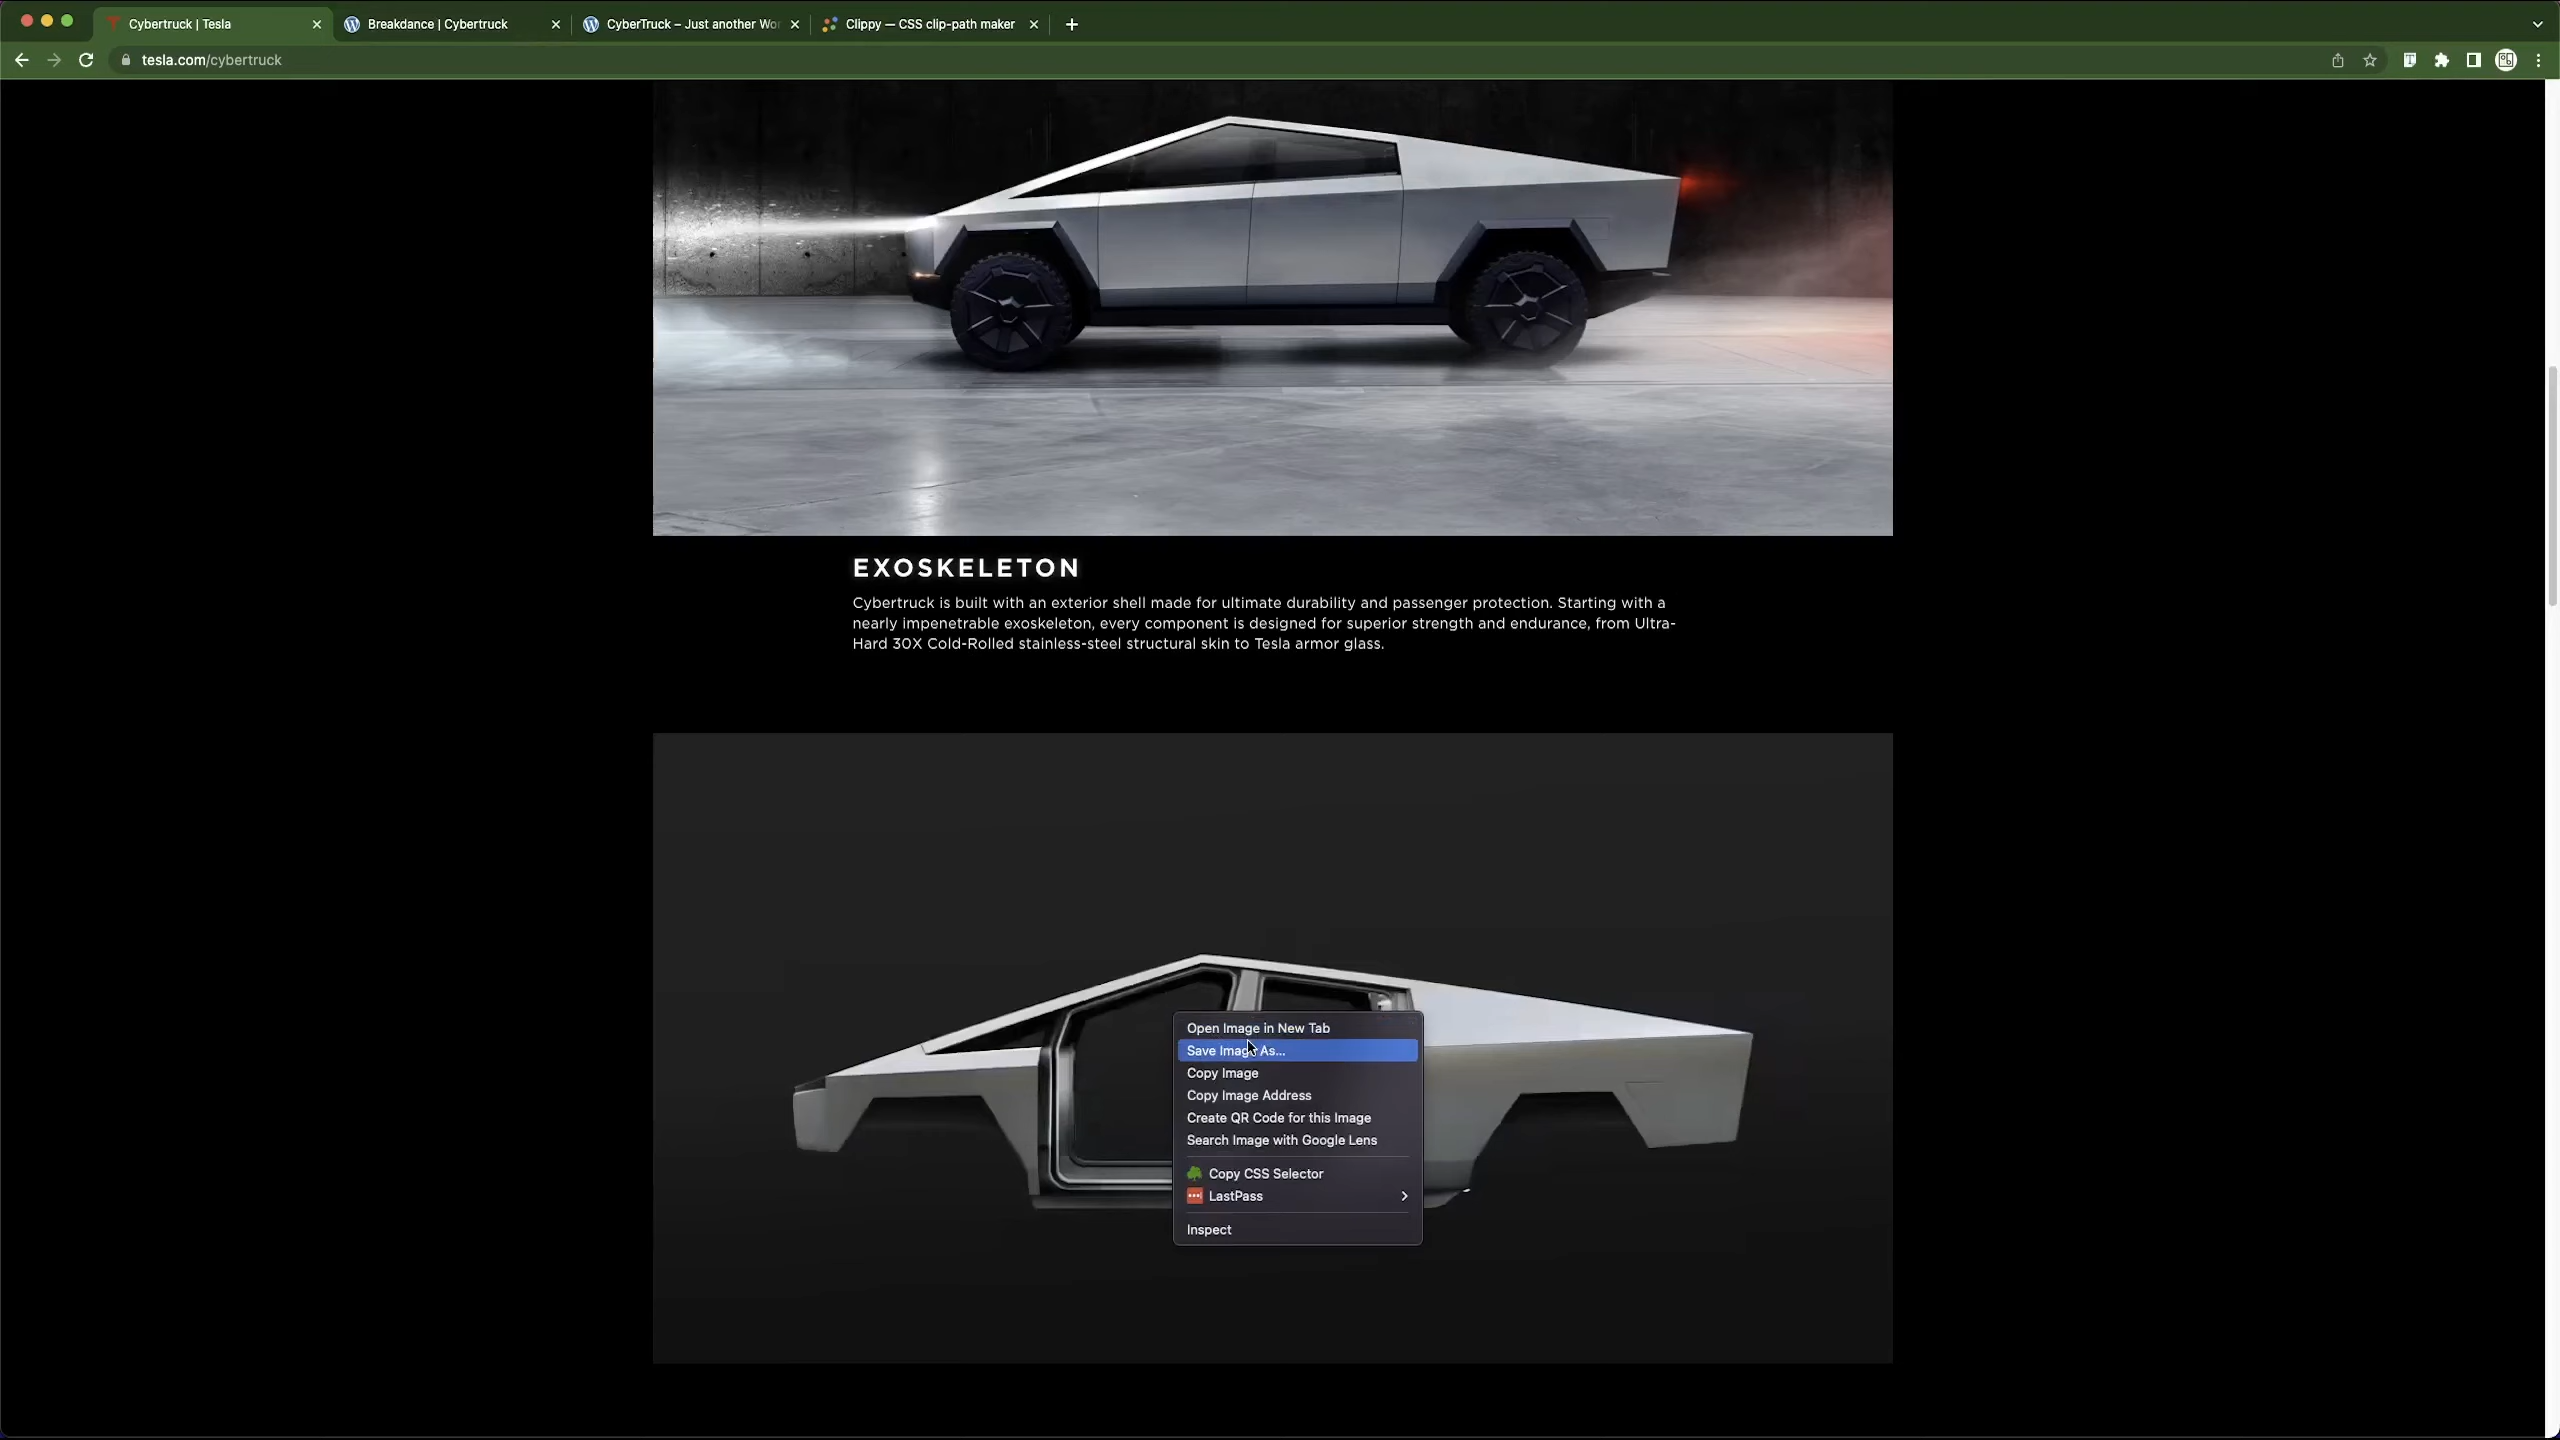 Cybertruck | Tesla
Breakdance | Cybertruck
CyberTruck – Just another Wo
Clippy — CSS clip-path maker
tesla.com/cybertruck
EXOSKELETON
Cybertruck is built with an exterior shell made for ultimate durability and passenger protection. Starting with a
nearly impenetrable exoskeleton, every component is designed for superior strength and endurance, from Ultra-
Hard 30X Cold-Rolled stainless-steel structural skin to Tesla armor glass.
Open Image in New Tab
Save Image As...
Copy Image
Copy Image Address
Create QR Code for this Image
Search Image with Google Lens
Copy CSS Selector
LastPass
Inspect